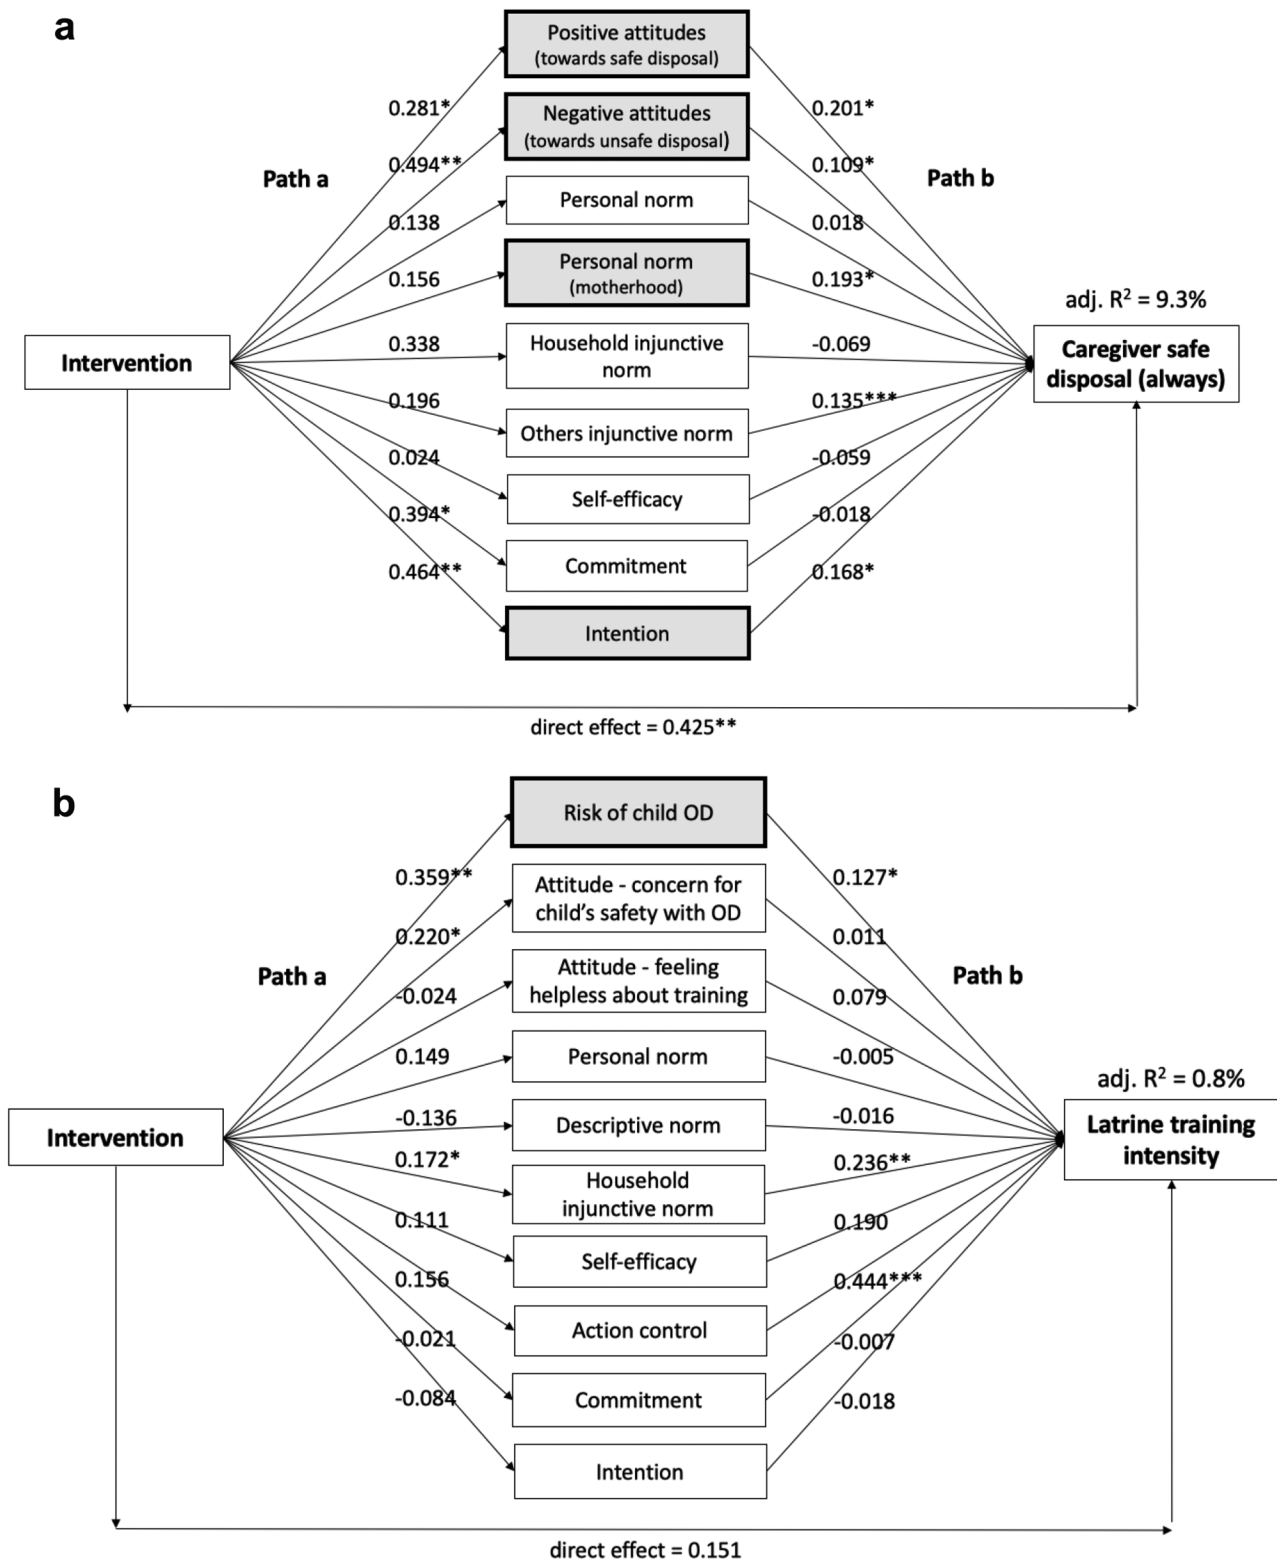 a
Positive attitudes
(towards safe disposal)
0.281*
0.201*
Negative attitudes
(towards unsafe disposal)
0.494**
0.109*
Path a
Path b
Personal norm
0.138
0.018
Personal norm
(motherhood)
0.156
0.193*
adj. R² = 9.3%
Intervention
0.338
Household injunctive
norm
-0.069
Caregiver safe
disposal (always)
0.196
0.135***
Others injunctive norm
0.024
-0.059
Self-efficacy
0.394*
-0.018
Commitment
0.464**
0.168*
Intention
direct effect = 0.425**
b
Risk of child OD
0.359**
0.127*
Attitude - concern for
child's safety with OD
0.220*
0.011
Path a
Path b
Attitude - feeling
helpless about training
-0.024
0.079
0.149
Personal norm
-0.005
adj. R² = 0.8%
Intervention
-0.136
Descriptive norm
-0.016
Latrine training
intensity
0.172*
0.236**
Household
injunctive norm
0.111
0.190
Self-efficacy
0.156
0.444***
Action control
-0.021
-0.007
Commitment
-0.084
-0.018
Intention
direct effect = 0.151